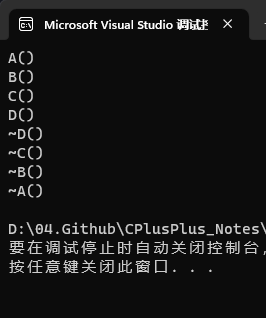 Microsoft Visual Studio 调试
A()
B()
C()
D()
~D()
~C()
~B()
~A()
D:\04.Github\CPlusPlus_Notes\
要在调试停止时自动关闭控制台,
按任意键关闭此窗口. . .